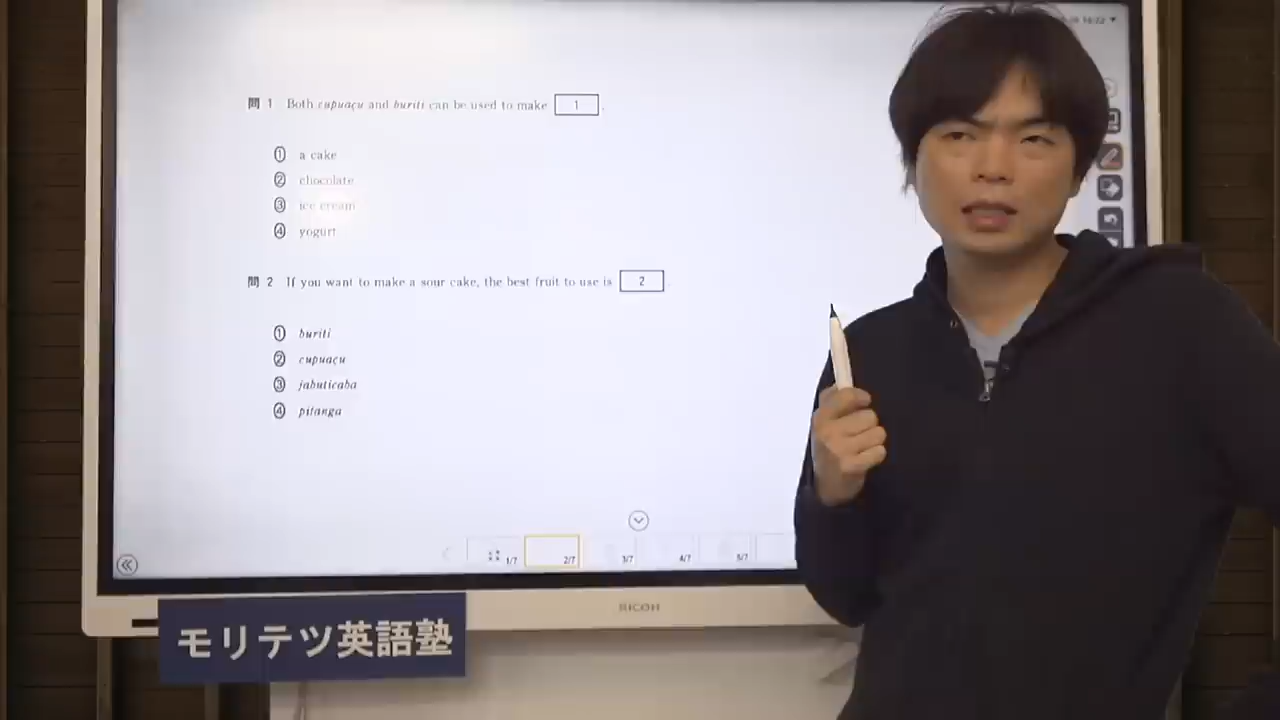 問 1 Both cupuaçu and buriti can be used to make 1 .
① a cake
② chocolate
③ ice cream
④ yogurt
問 2 If you want to make a sour cake, the best fruit to use is 2 .
① buriti
② cupuaçu
③ jabuticaba
④ pitanga
1/7 2/7 3/7 4/7 5/7
RICOH
モリテツ英語塾